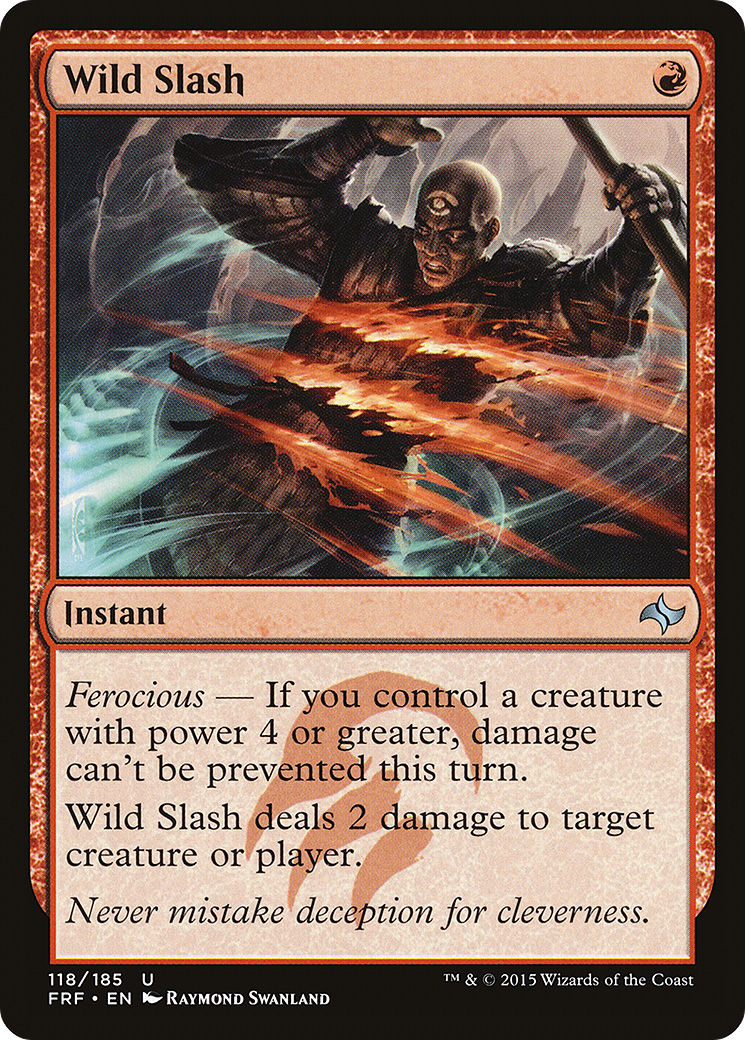 Wild Slash
Instant
Ferocious — If you control a creature
with power 4 or greater, damage
can't be prevented this turn.
Wild Slash deals 2 damage to target
creature or player.
Never mistake deception for cleverness.
118/185 U
™ & © 2015 Wizards of the Coast
FRF • EN Raymond Swanland